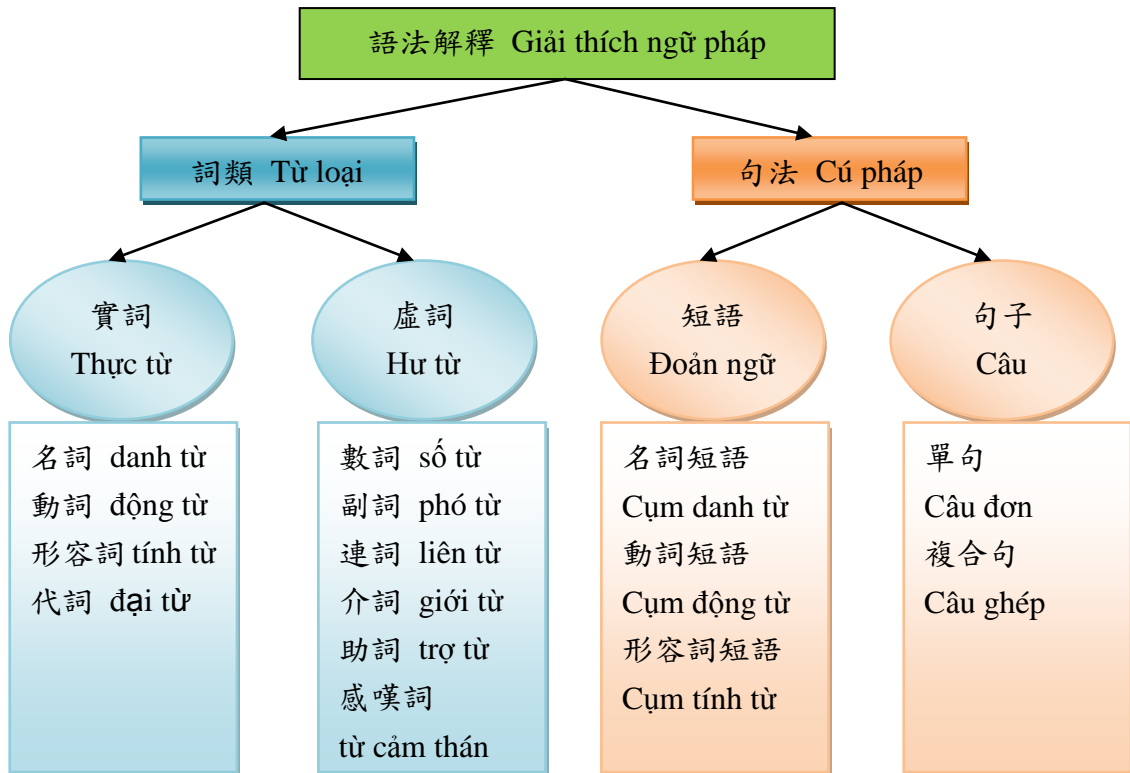 語法解釋 Giải thích ngữ pháp
詞類 Từ loại
句法 Cú pháp
實詞
Thực từ
虛詞
Hư từ
短語
Đoản ngữ
句子
Câu
名詞 danh từ
動詞 động từ
形容詞 tính từ
代詞 đại từ
數詞 số từ
副詞 phó từ
連詞 liên từ
介詞 giới từ
助詞 trợ từ
感嘆詞
từ cảm thán
名詞短語
Cụm danh từ
動詞短語
Cụm động từ
形容詞短語
Cụm tính từ
單句
Câu đơn
複合句
Câu ghép